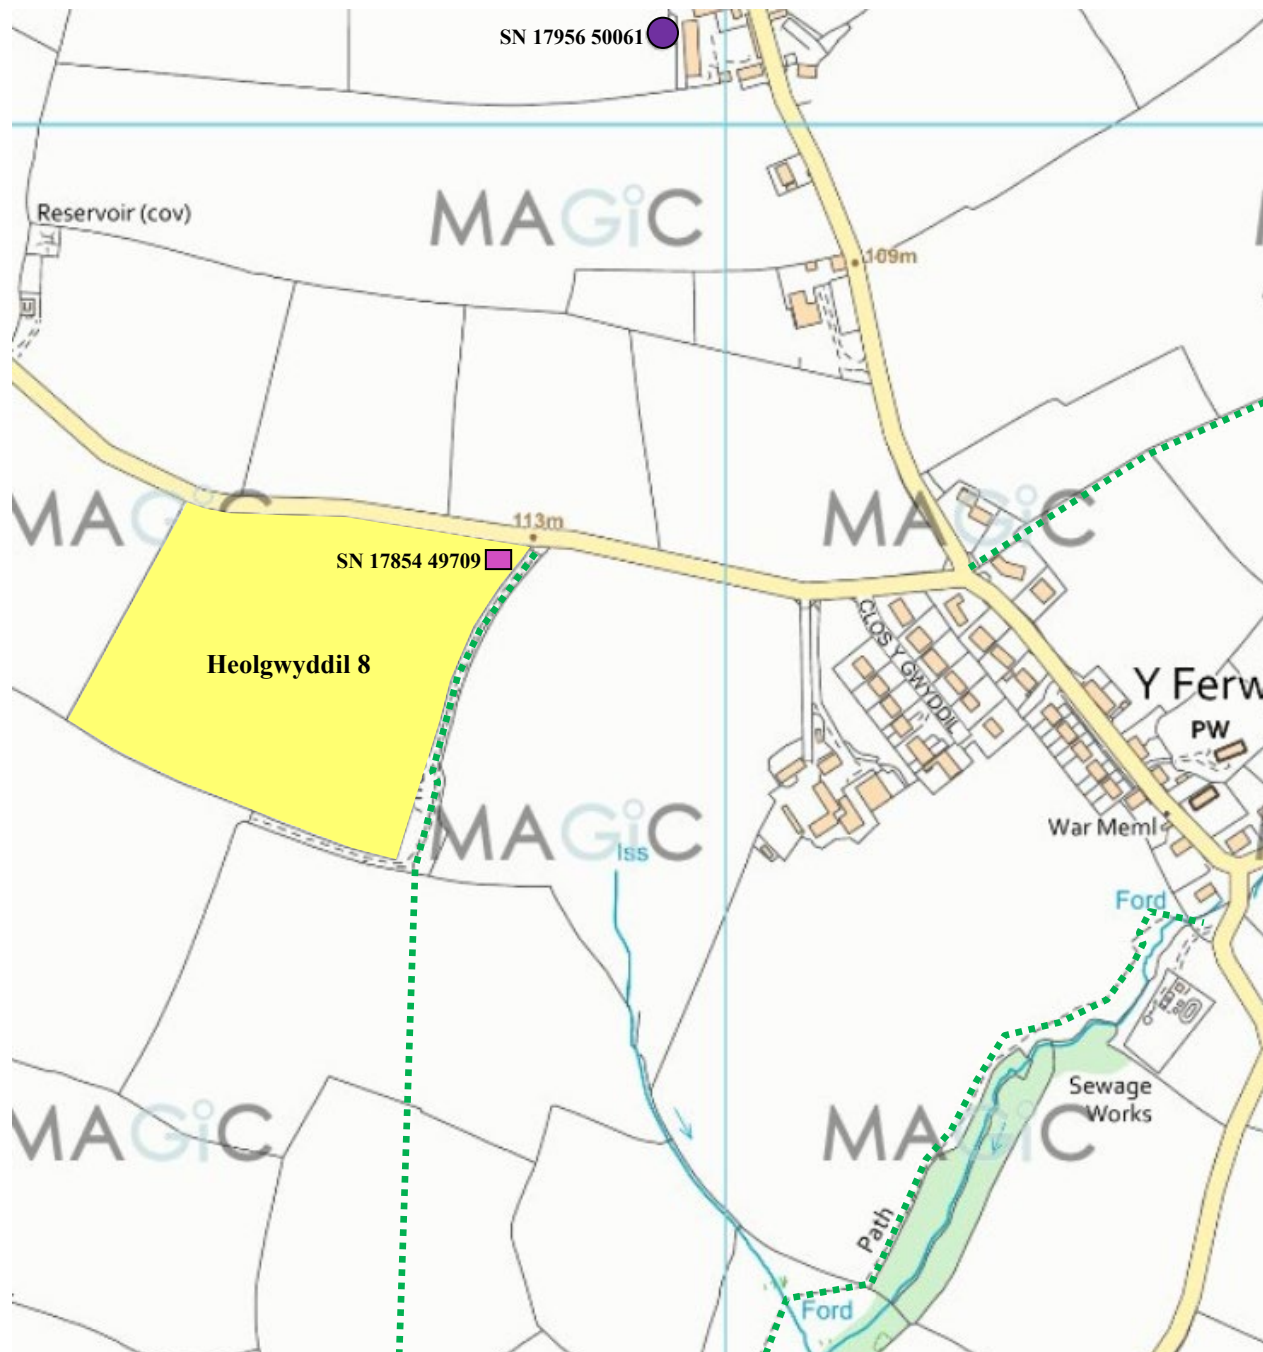 SN 17956 50061
MAGiC
Reservoir (cov)
109m
MAGiC
MAGiC
113m
SN 17854 49709
CLOS Y GWYDDIL
Heolgwyddil 8
Y Ferw
PW
MAGiC
War Meml
Iss
Ford
Sewage
Works
MAGiC
MAGiC
Path
Ford